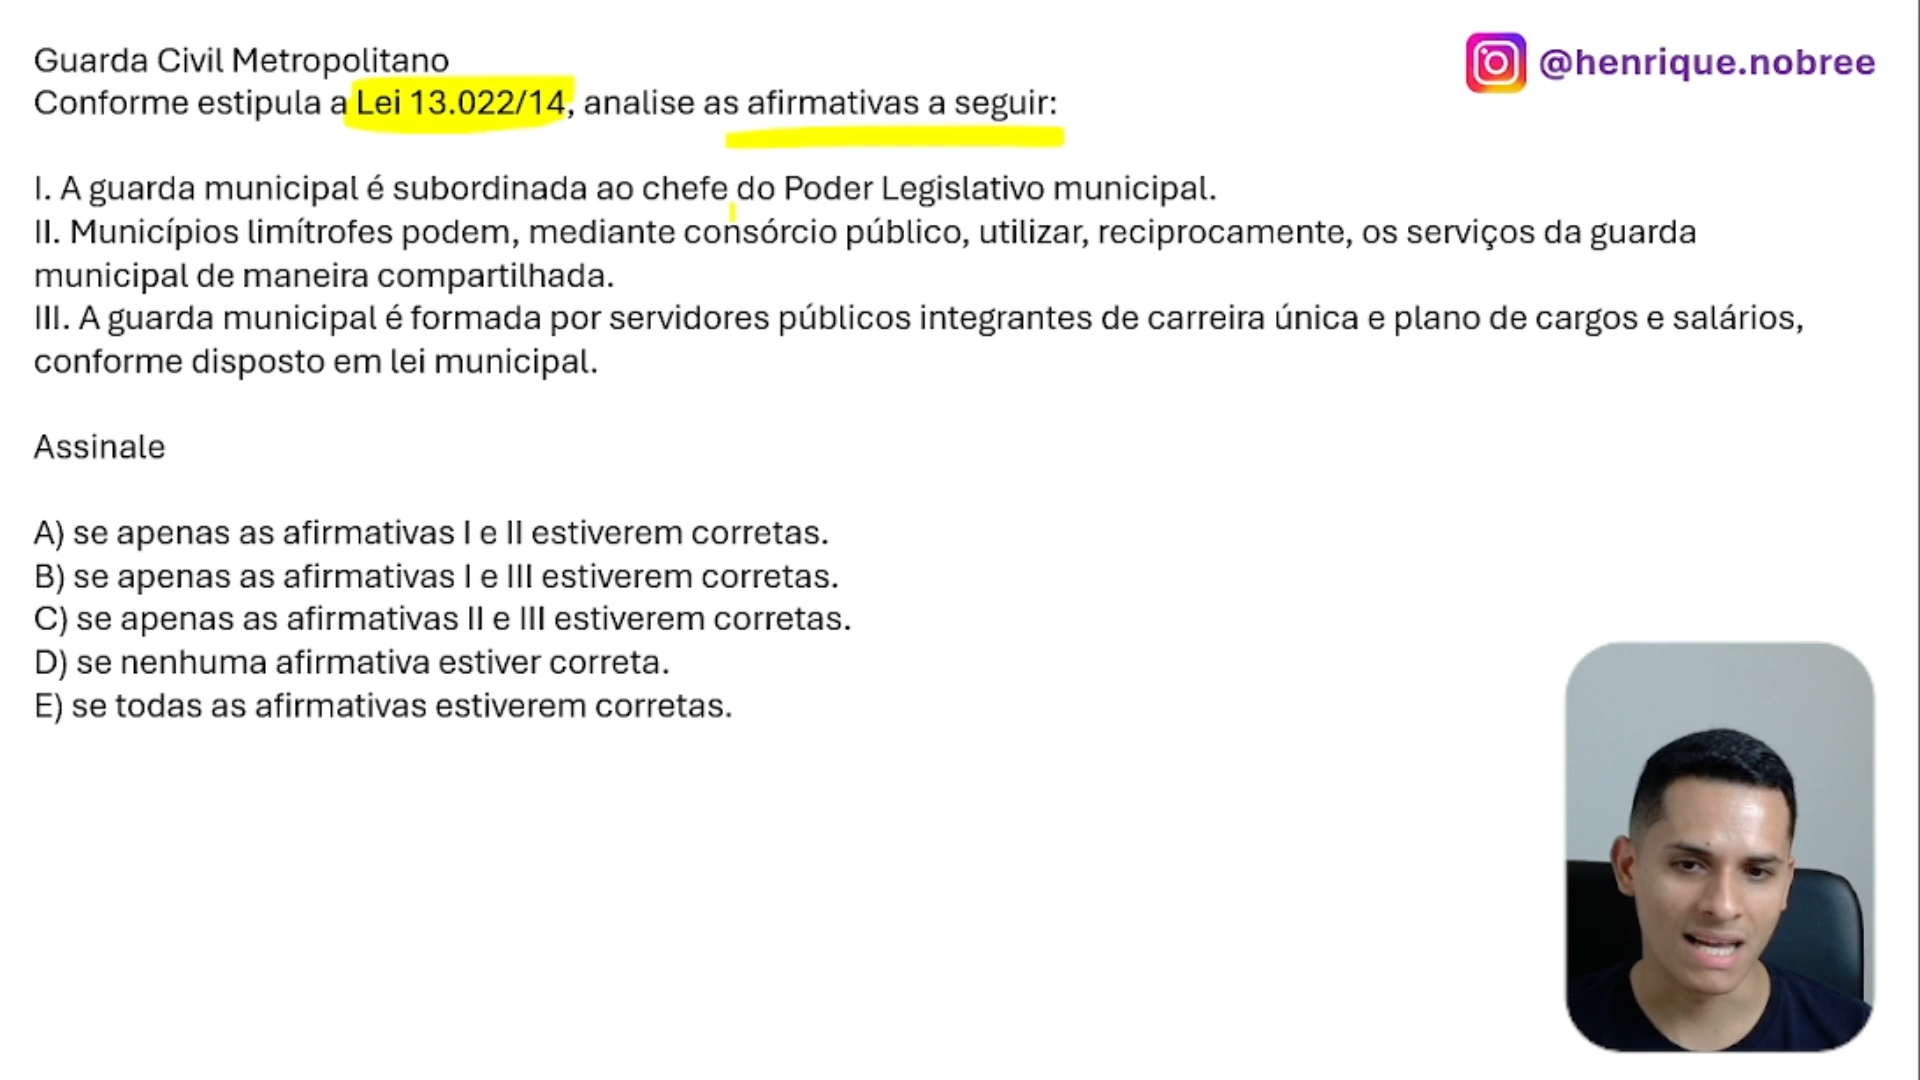 Guarda Civil Metropolitano
@henrique.nobree
Conforme estipula a Lei 13.022/14, analise as afirmativas a seguir:
I. A guarda municipal é subordinada ao chefe do Poder Legislativo municipal.
II. Municípios limítrofes podem, mediante consórcio público, utilizar, reciprocamente, os serviços da guarda
municipal de maneira compartilhada.
III. A guarda municipal é formada por servidores públicos integrantes de carreira única e plano de cargos e salários,
conforme disposto em lei municipal.
Assinale
A) se apenas as afirmativas I e II estiverem corretas.
B) se apenas as afirmativas I e III estiverem corretas.
C) se apenas as afirmativas II e III estiverem corretas.
D) se nenhuma afirmativa estiver correta.
E) se todas as afirmativas estiverem corretas.